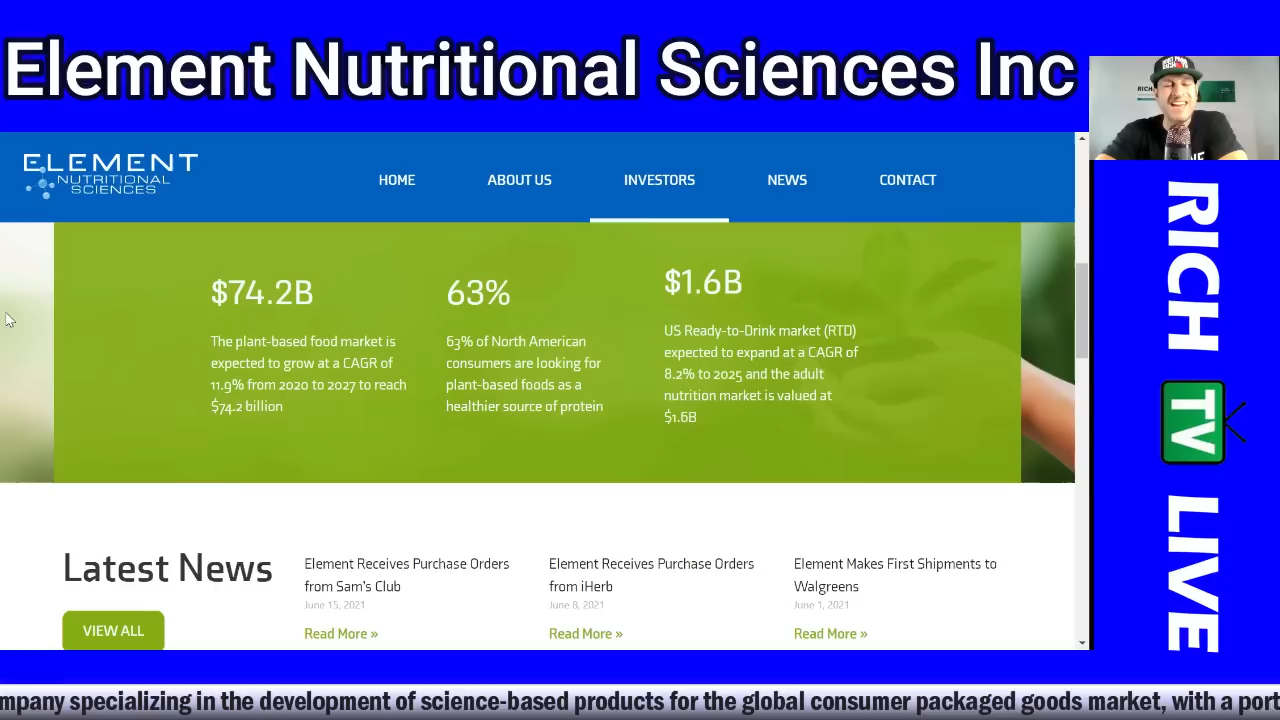 Element Nutritional Sciences Inc
ELEMENT
NUTRITIONAL
SCIENCES
HOME ABOUT US INVESTORS NEWS CONTACT
$74.2B
The plant-based food market is
expected to grow at a CAGR of
11.9% from 2020 to 2027 to reach
$74.2 billion
63%
63% of North American
consumers are looking for
plant-based foods as a
healthier source of protein
$1.6B
US Ready-to-Drink market (RTD)
expected to expand at a CAGR of
8.2% to 2025 and the adult
nutrition market is valued at
$1.6B
Latest News
VIEW ALL
Element Receives Purchase Orders
from Sam's Club
June 15, 2021
Read More »
Element Receives Purchase Orders
from iHerb
June 8, 2021
Read More »
Element Makes First Shipments to
Walgreens
June 1, 2021
Read More »
RICH
TV
LIVE
mpany specializing in the development of science-based products for the global consumer packaged goods market, with a port